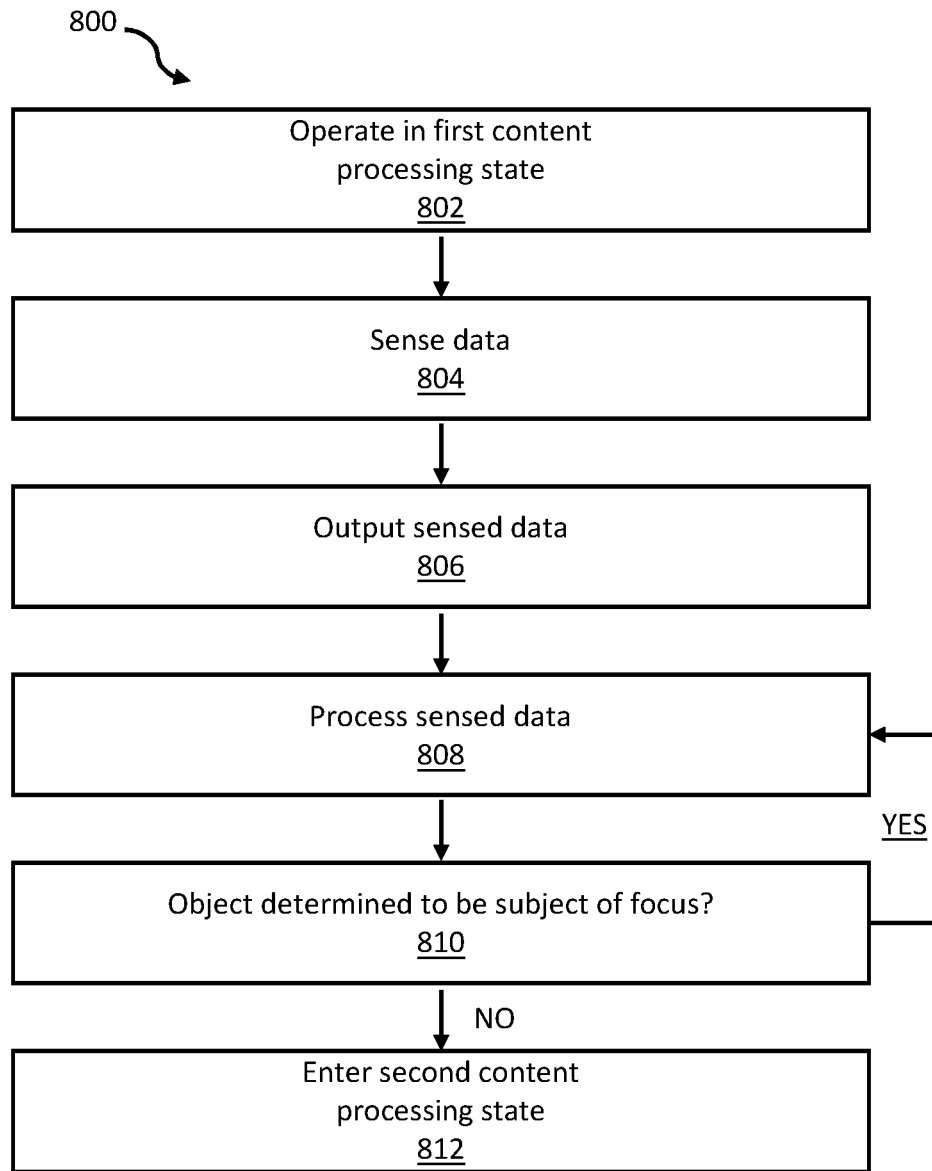 800
Operate in first content
processing state
802
Sense data
804
Output sensed data
806
Process sensed data
808
YES
Object determined to be subject of focus?
810
NO
Enter second content
processing state
812